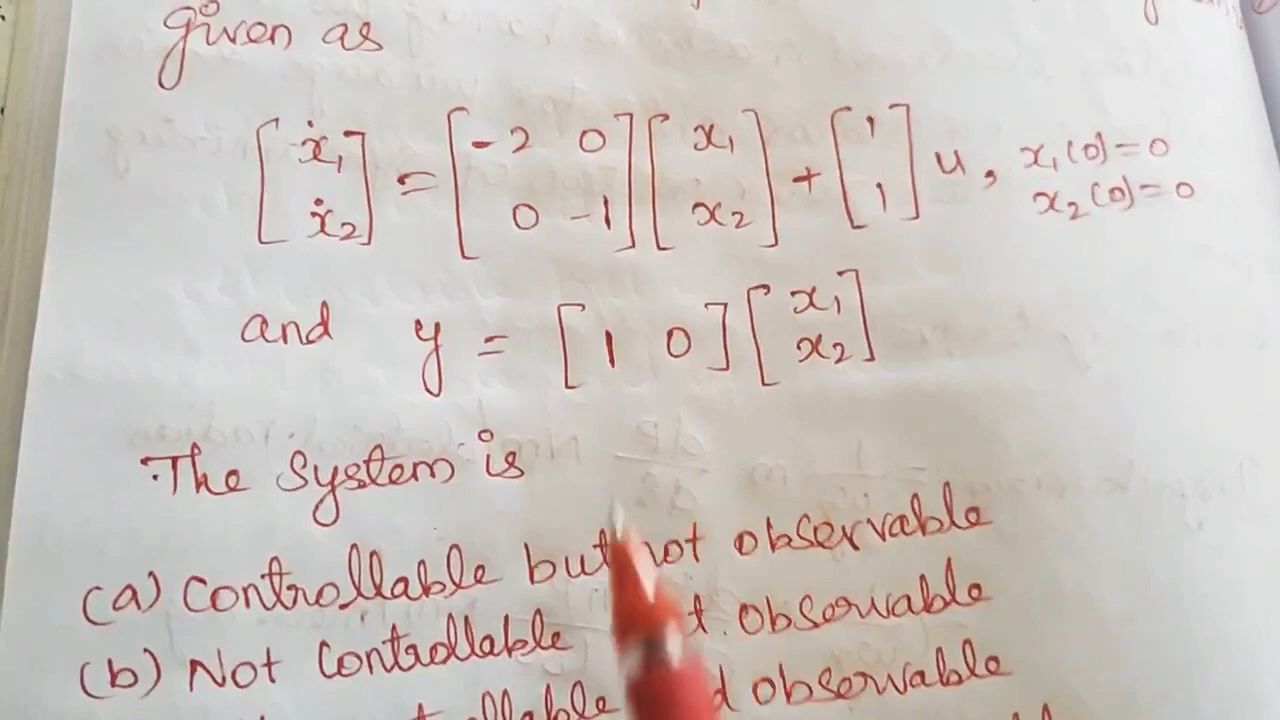 given as
[ẋ₁ ẋ₂] = [-2 0 0 -1] [x₁ x₂] + [1 1] u, x₁(0)=0 x₂(0)=0
and y = [1 0] [x₁ x₂]
The System is
(a) Controllable but not observable
(b) Not Controllable observable
observable